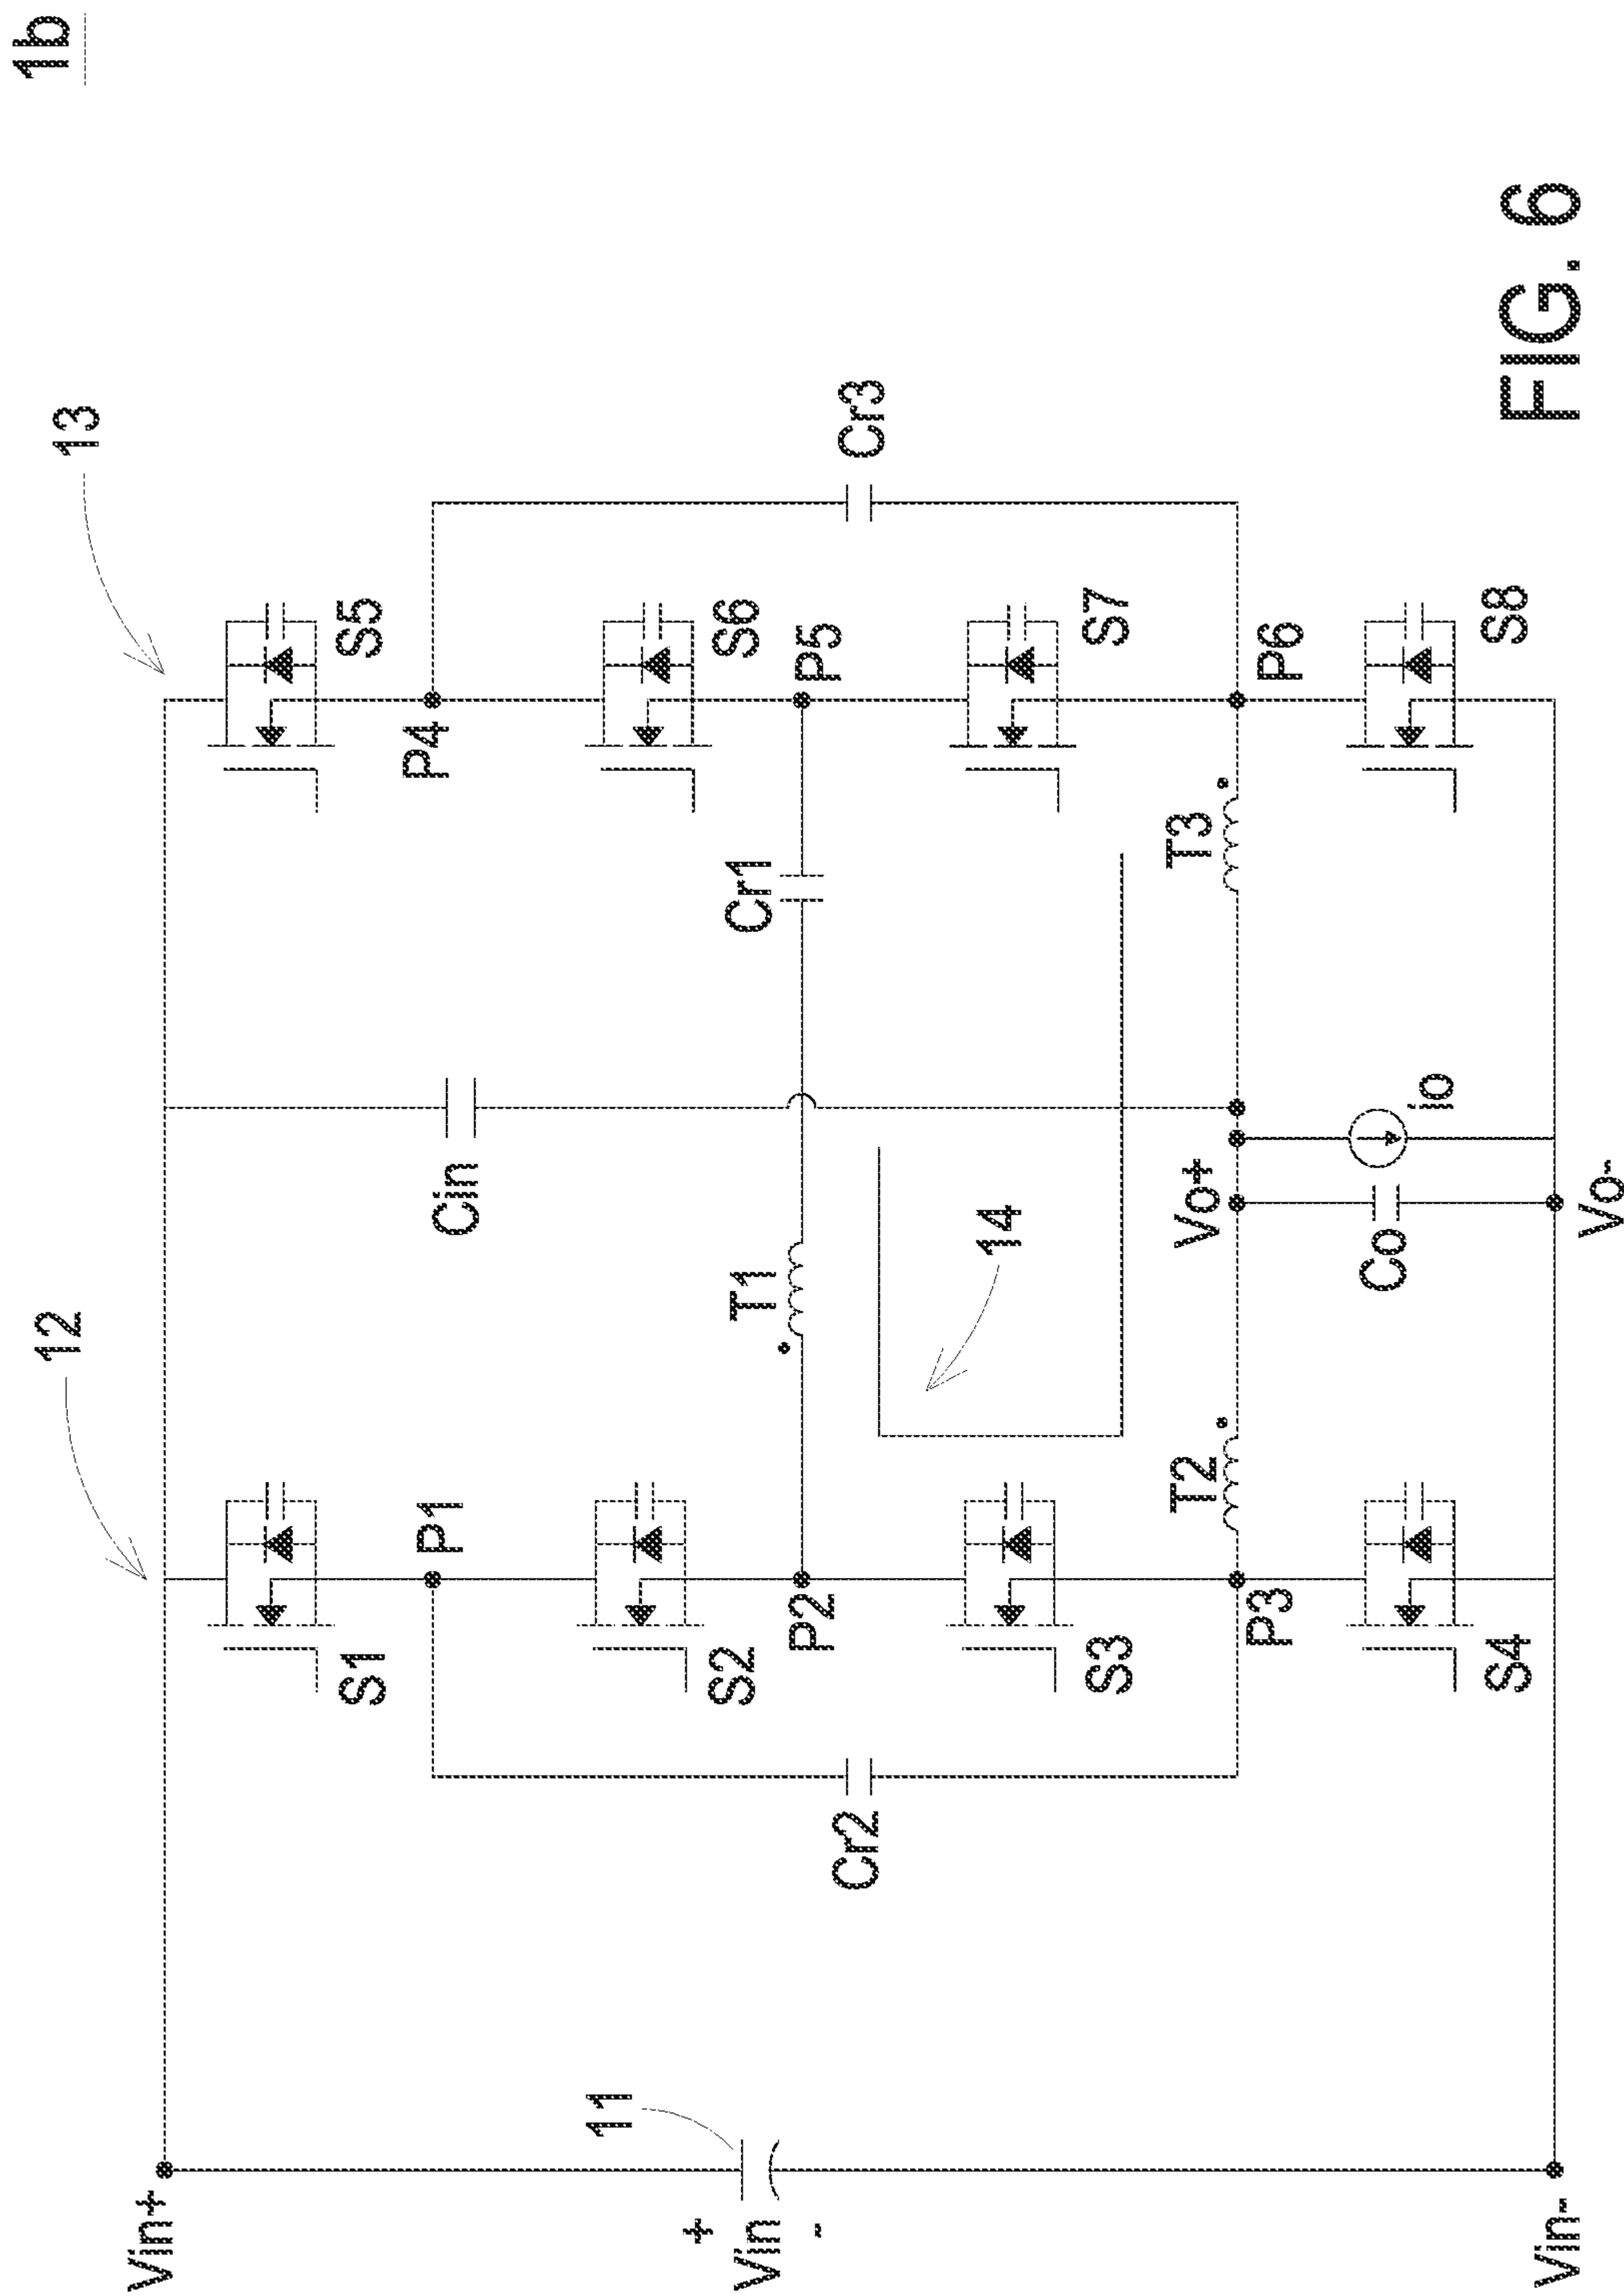 1b
12
13
Vin+
S1
S5
P1
P4
Cin
11
+
Vin
-
S2
S6
T1
Cr1
P2
P5
Cr2
Cr3
14
S3
S7
T2
Vo+
T3
P3
P6
Co
io
S4
S8
Vin-
Vo-
FIG. 6